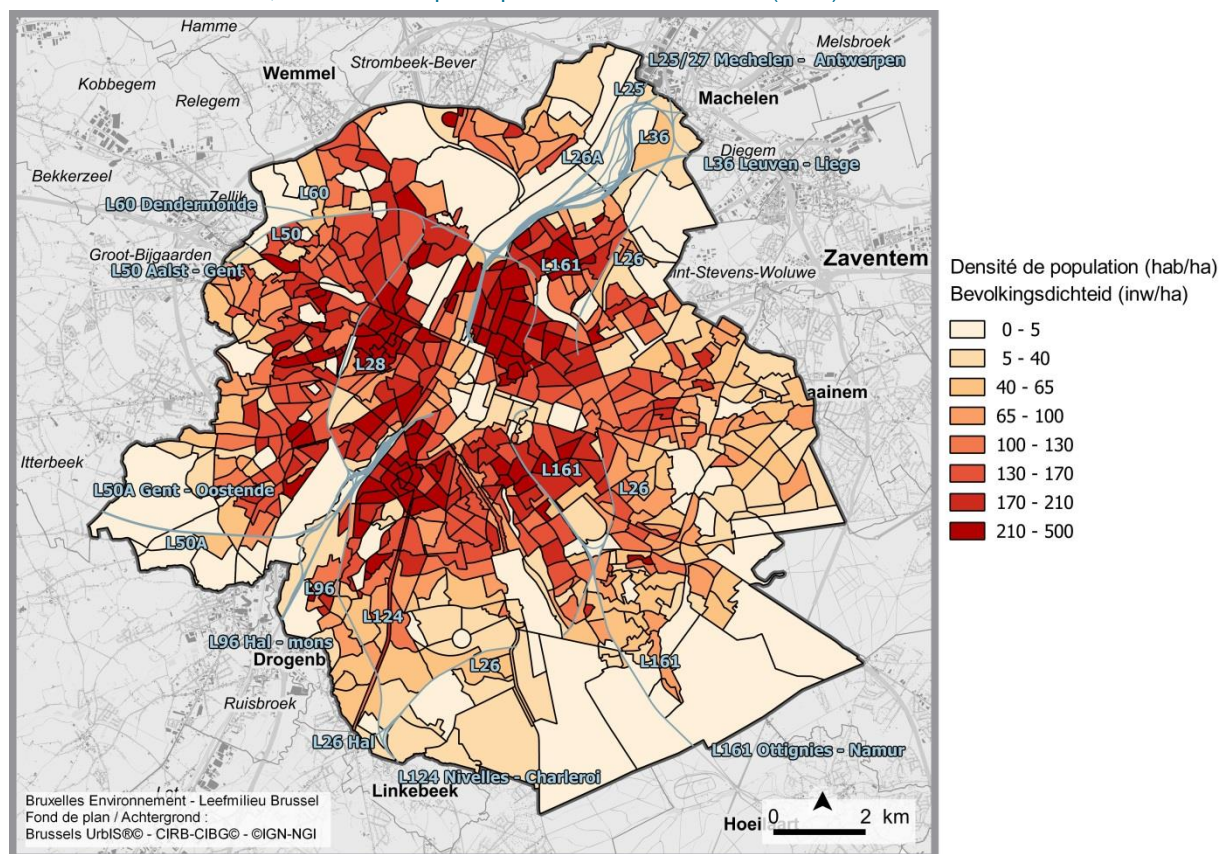 Hamme
Melsbroek
Strombeek-Bever
L25/27 Mechelen - Antwerpen
Wemmel
Kobbegem
L25
Machelen
Relegem
L36
Diegem
L26A
L36 Leuven - Liege
Bekkerzeel
L60
Zellik
L60 Dendermonde
L50
Groot-Bijgaarden
L161
L26
Zaventem
L50 Aalst - Gent
int-Stevens-Woluwe
Densité de population (hab/ha)
Bevolkingsdichteid (inw/ha)
0 - 5
5 - 40
40 - 65
65 - 100
100 - 130
130 - 170
170 - 210
210 - 500
L28
aainem
Itterbeek
L161
L50A Gent - Oostende
L26
L50A
L96
L124
L96 Hal - mons
Drogenb
L26
L161
Ruisbroek
L26 Hal
L161 Ottignies - Namur
L124 Nivelles - Charleroi
Linkebeek
Bruxelles Environnement - Leefmilieu Brussel
Fond de plan / Achtergrond :
Brussels UrbIS®© - CIRB-CIBG© - ©IGN-NGI
0 2 km